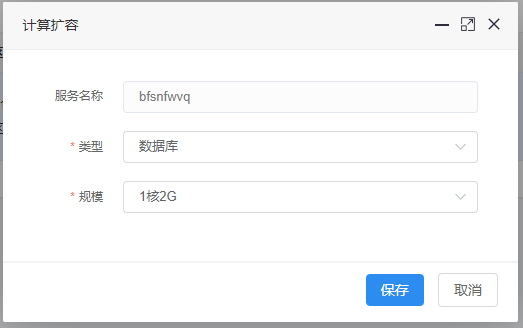 计算扩容
服务名称
bfsnfwvq
* 类型
数据库
* 规模
1核2G
保存
取消